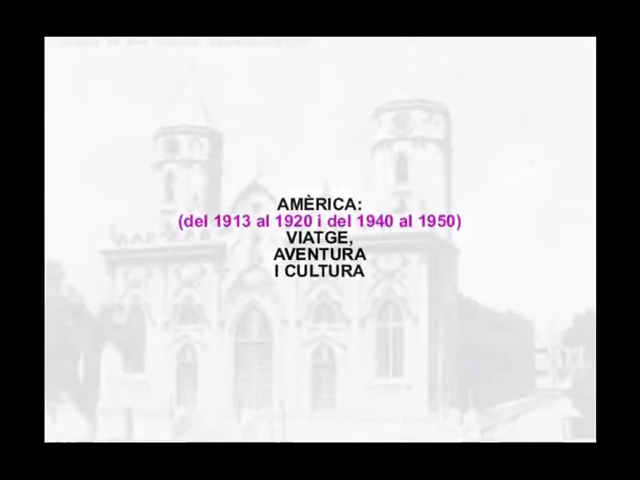 AMÈRICA:
(del 1913 al 1920 i del 1940 al 1950)
VIATGE,
AVENTURA
I CULTURA